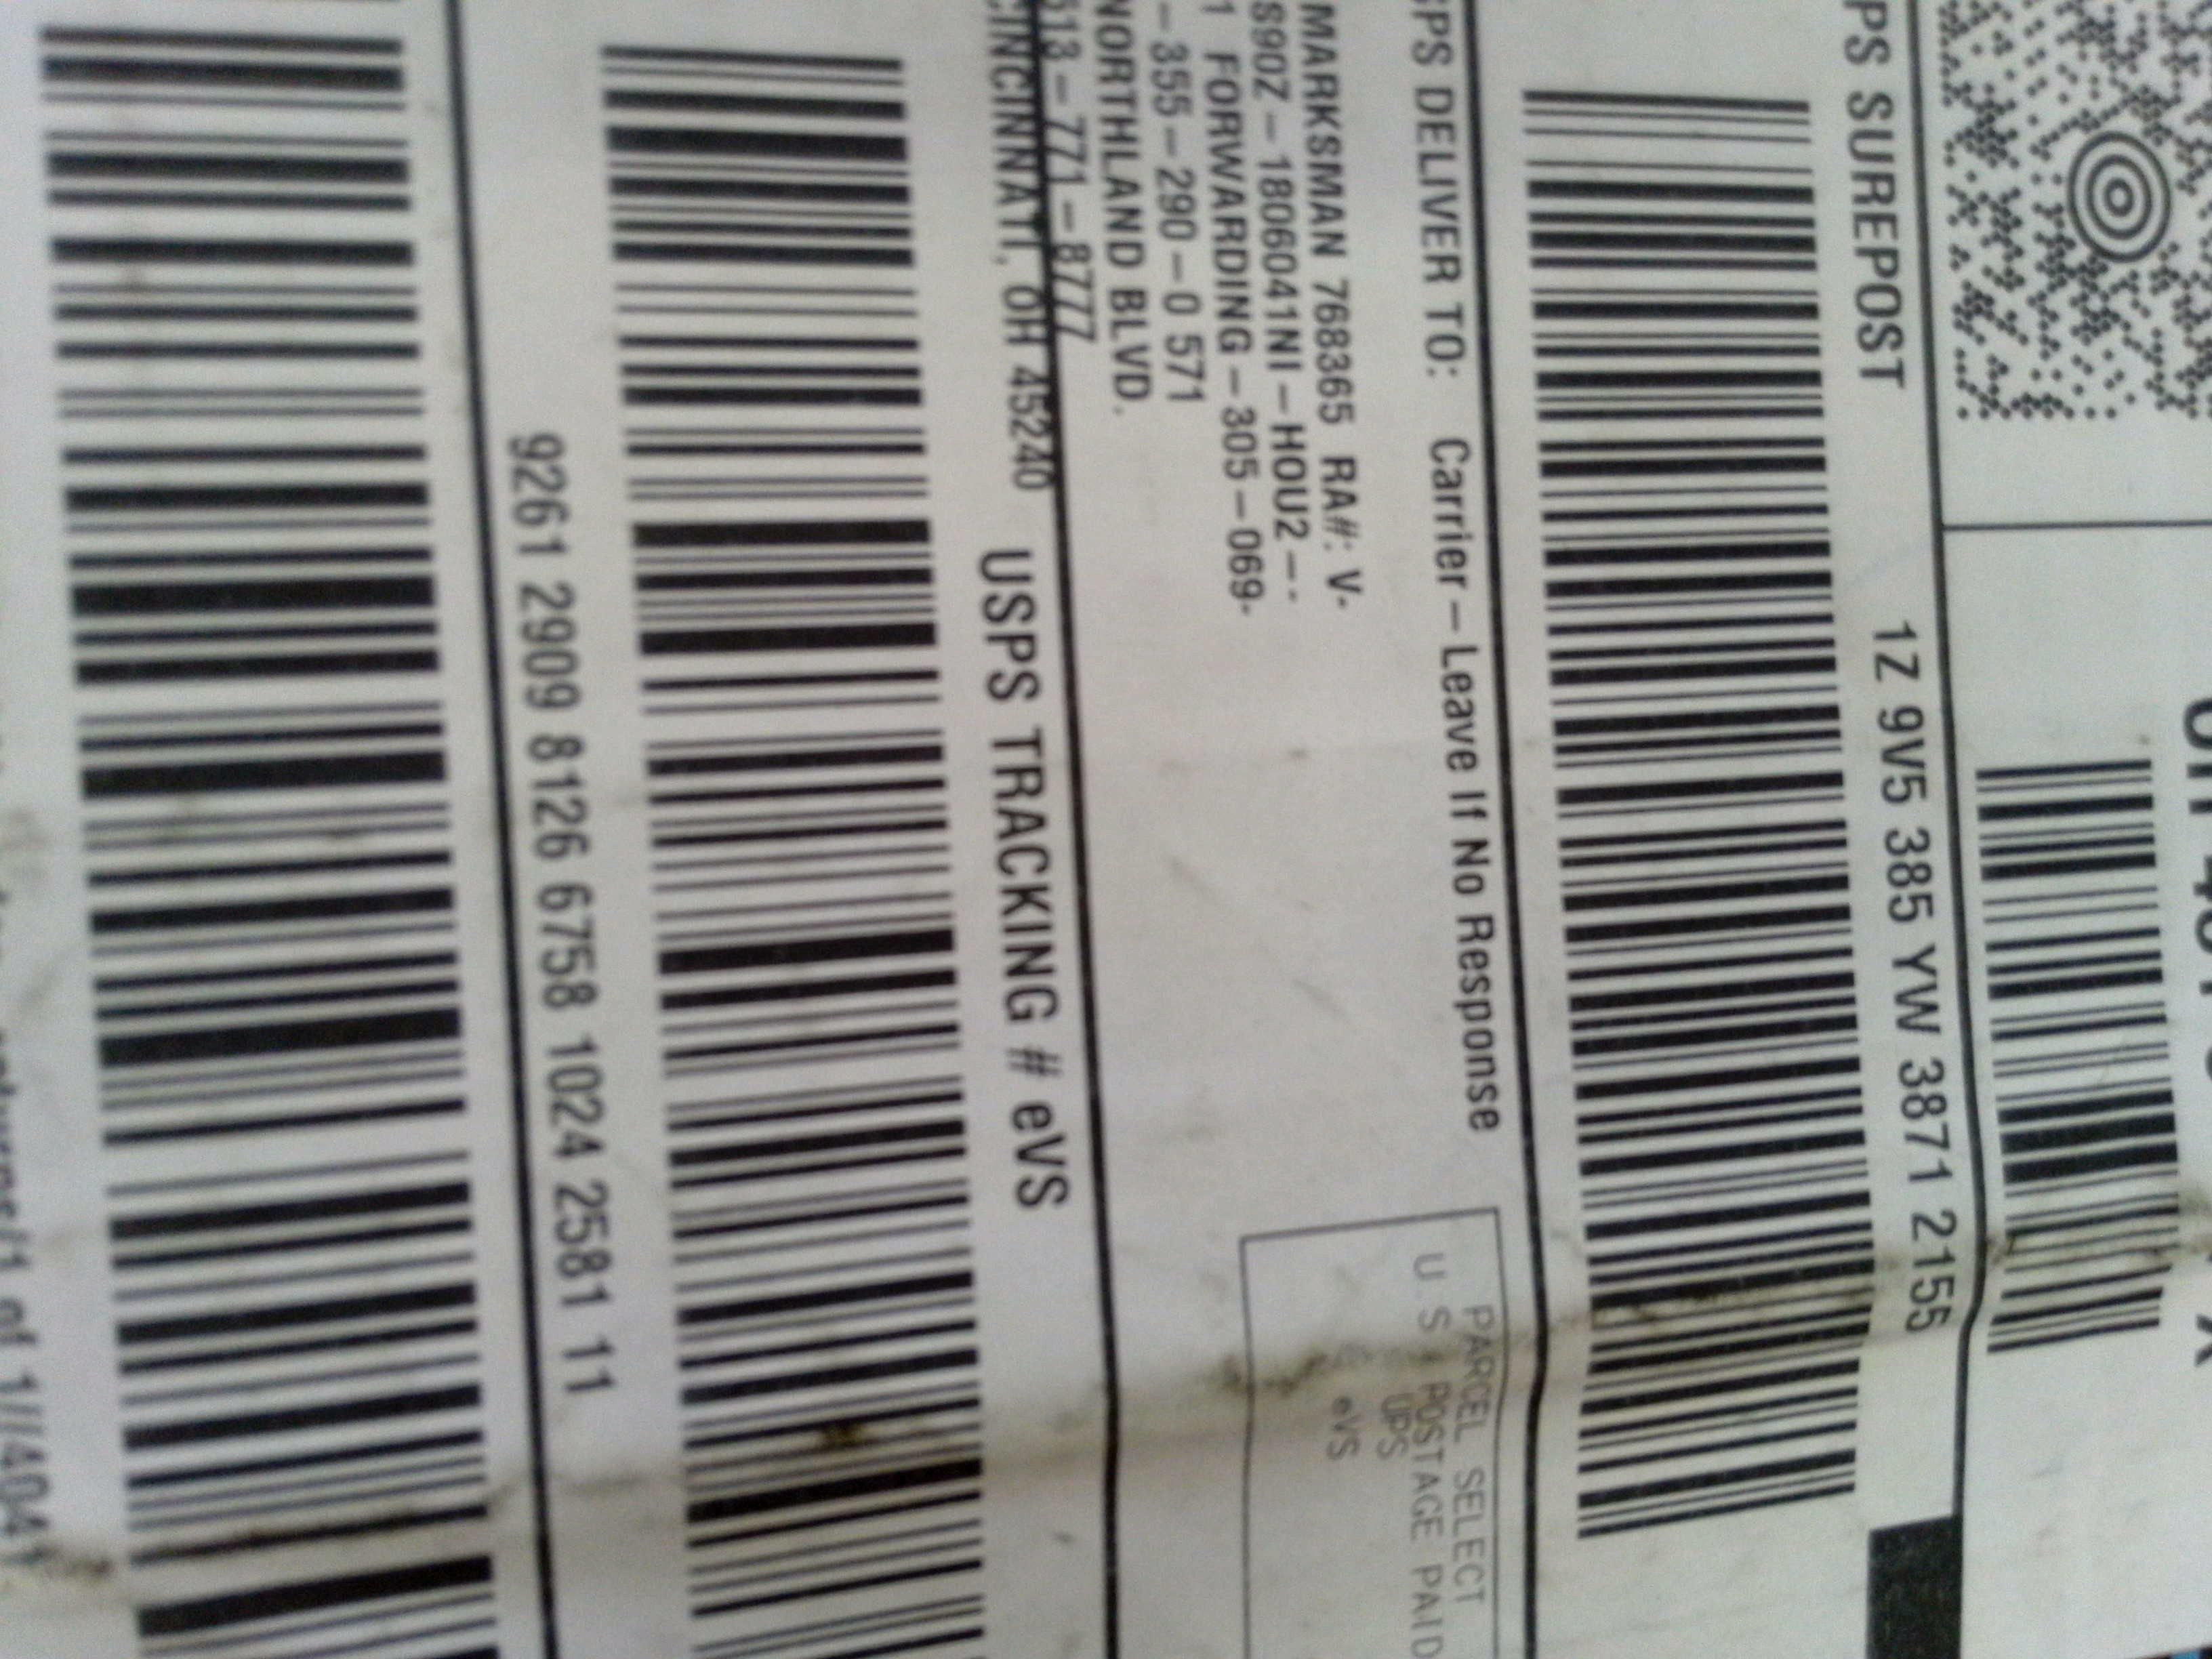 PS SUREPOST
1Z 9V5 385 YW 3871 2155
PS DELIVER TO: Carrier – Leave If No Response
PARCEL SELECT
U.S POSTAGE PAID
UPS
eVS
MARKSMAN 768365 RA#: V-
S90Z – 1806041NI – HOU2 – -
1 FORWARDING – 305 – 069-
– 355 – 290 – 0 571
NORTHLAND BLVD.
513 – 771 – 8777
CINCINNATI, OH 45240
USPS TRACKING # eVS
9261 2909 8126 6758 1024 2581 11